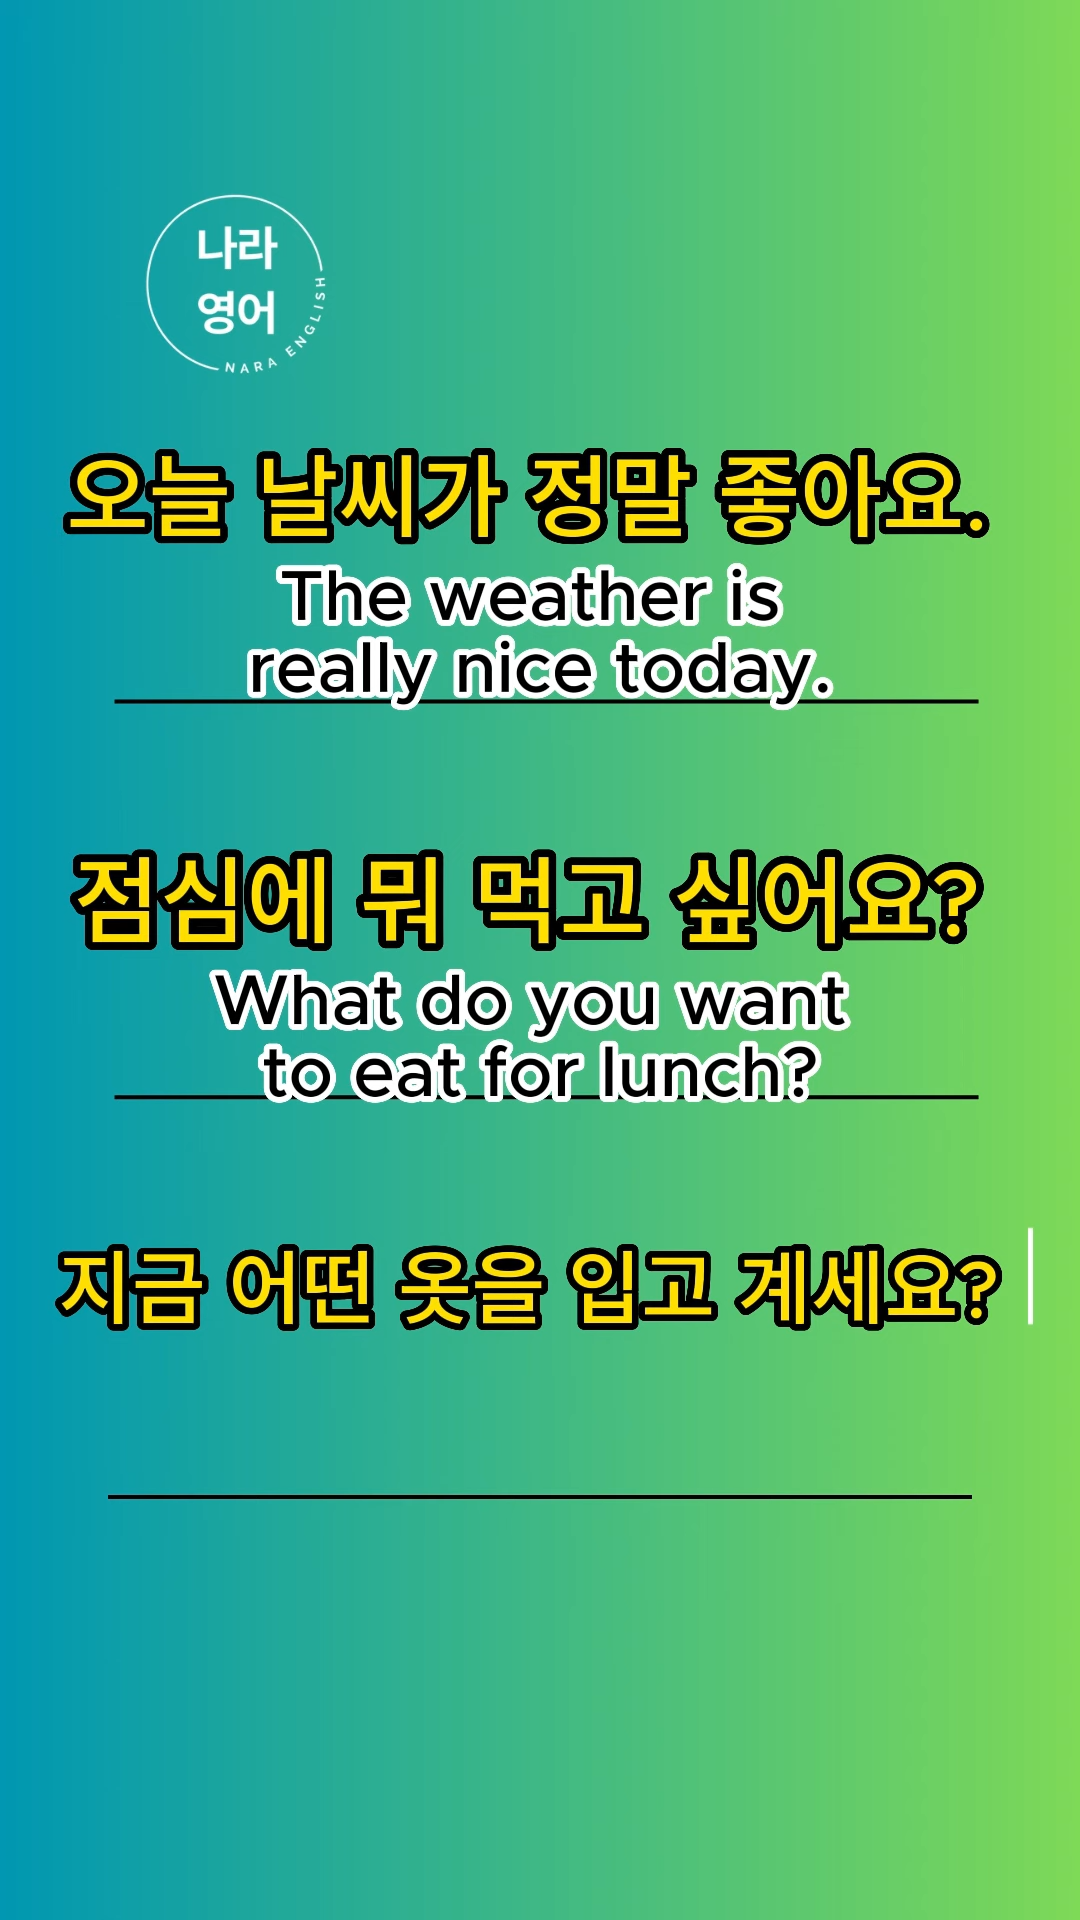 나라
영어
NARA ENGLISH
오늘 날씨가 정말 좋아요.
The weather is
really nice today.
점심에 뭐 먹고 싶어요?
What do you want
to eat for lunch?
지금 어떤 옷을 입고 계세요?